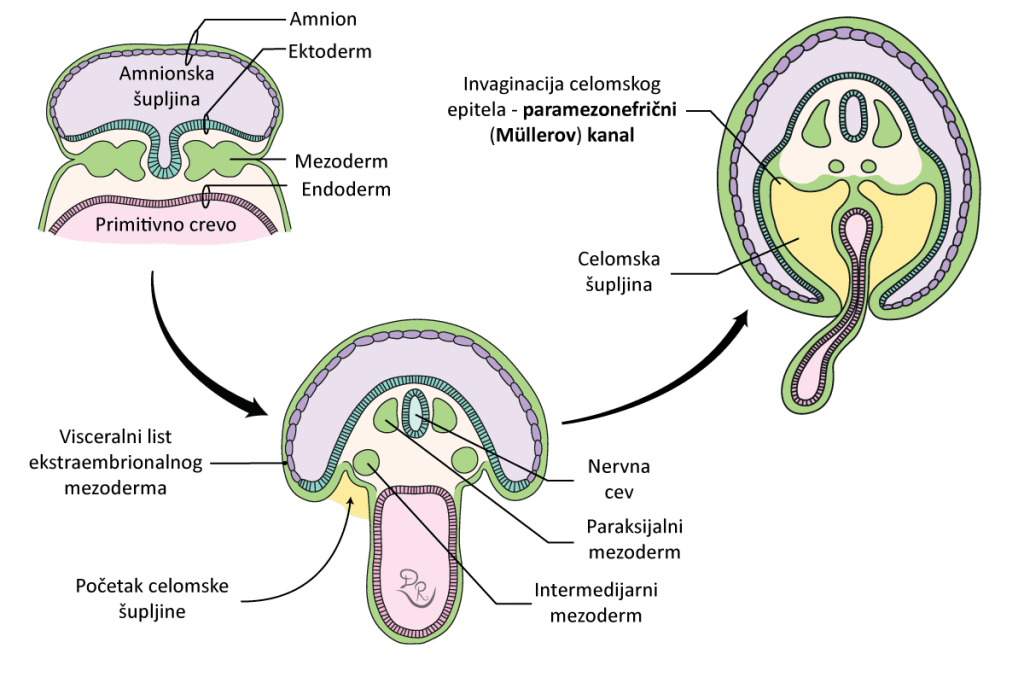 Amnion
Ektoderm
Amnionska
šupljina
Mezoderm
Endoderm
Primitivno crevo
Invaginacija celomskog
epitela - paramezonefrični
(Müllerov) kanal
Celomska
šupljina
Visceralni list
ekstraembrionalnog
mezoderma
Nervna
cev
Paraksijalni
mezoderm
Početak celomske
šupljine
Intermedijarni
mezoderm
DR